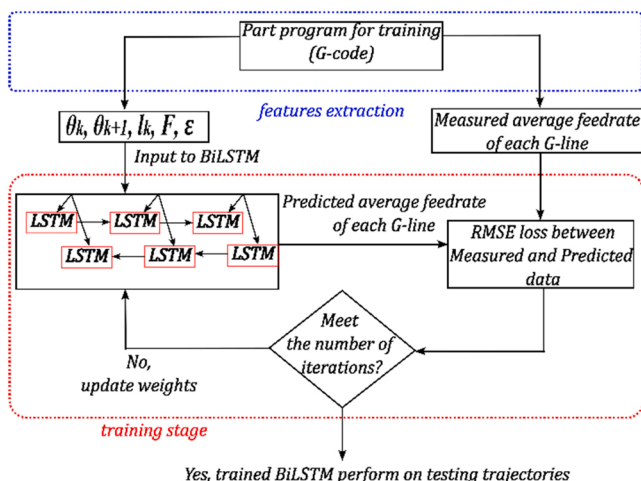 Part program for training
(G-code)
features extraction
θk, θk+1, lk, F, ε
Measured average feedrate
of each G-line
Input to BiLSTM
LSTM LSTM LSTM
LSTM LSTM LSTM
Predicted average feedrate
of each G-line
RMSE loss between
Measured and Predicted
data
Meet
the number of
iterations?
No,
update weights
training stage
Yes, trained BiLSTM perform on testing trajectories